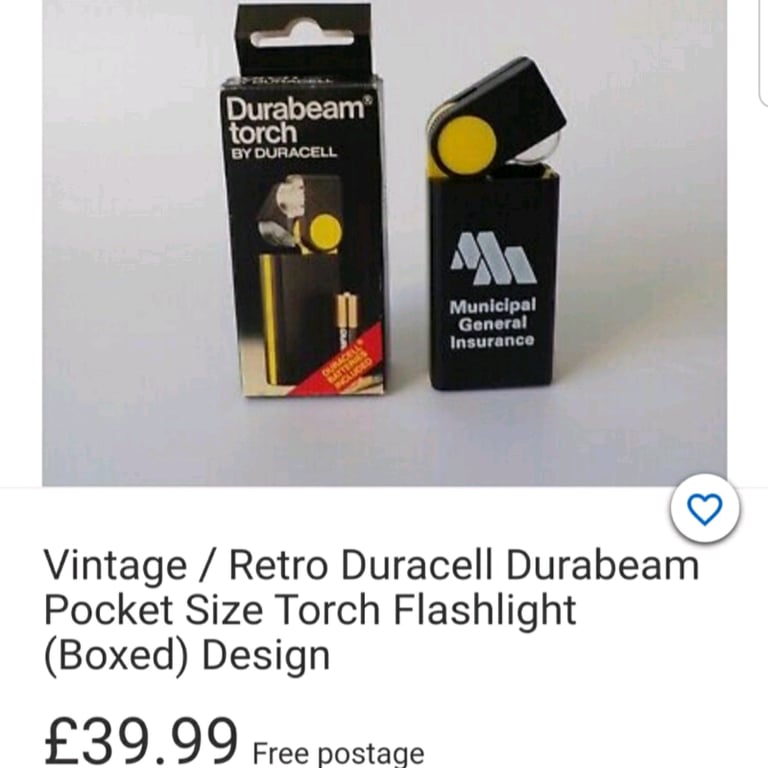 Durabeam®
torch
BY DURACELL
DURACELL®
BATTERIES
INCLUDED
Municipal
General
Insurance
Vintage / Retro Duracell Durabeam
Pocket Size Torch Flashlight
(Boxed) Design
£39.99 Free postage